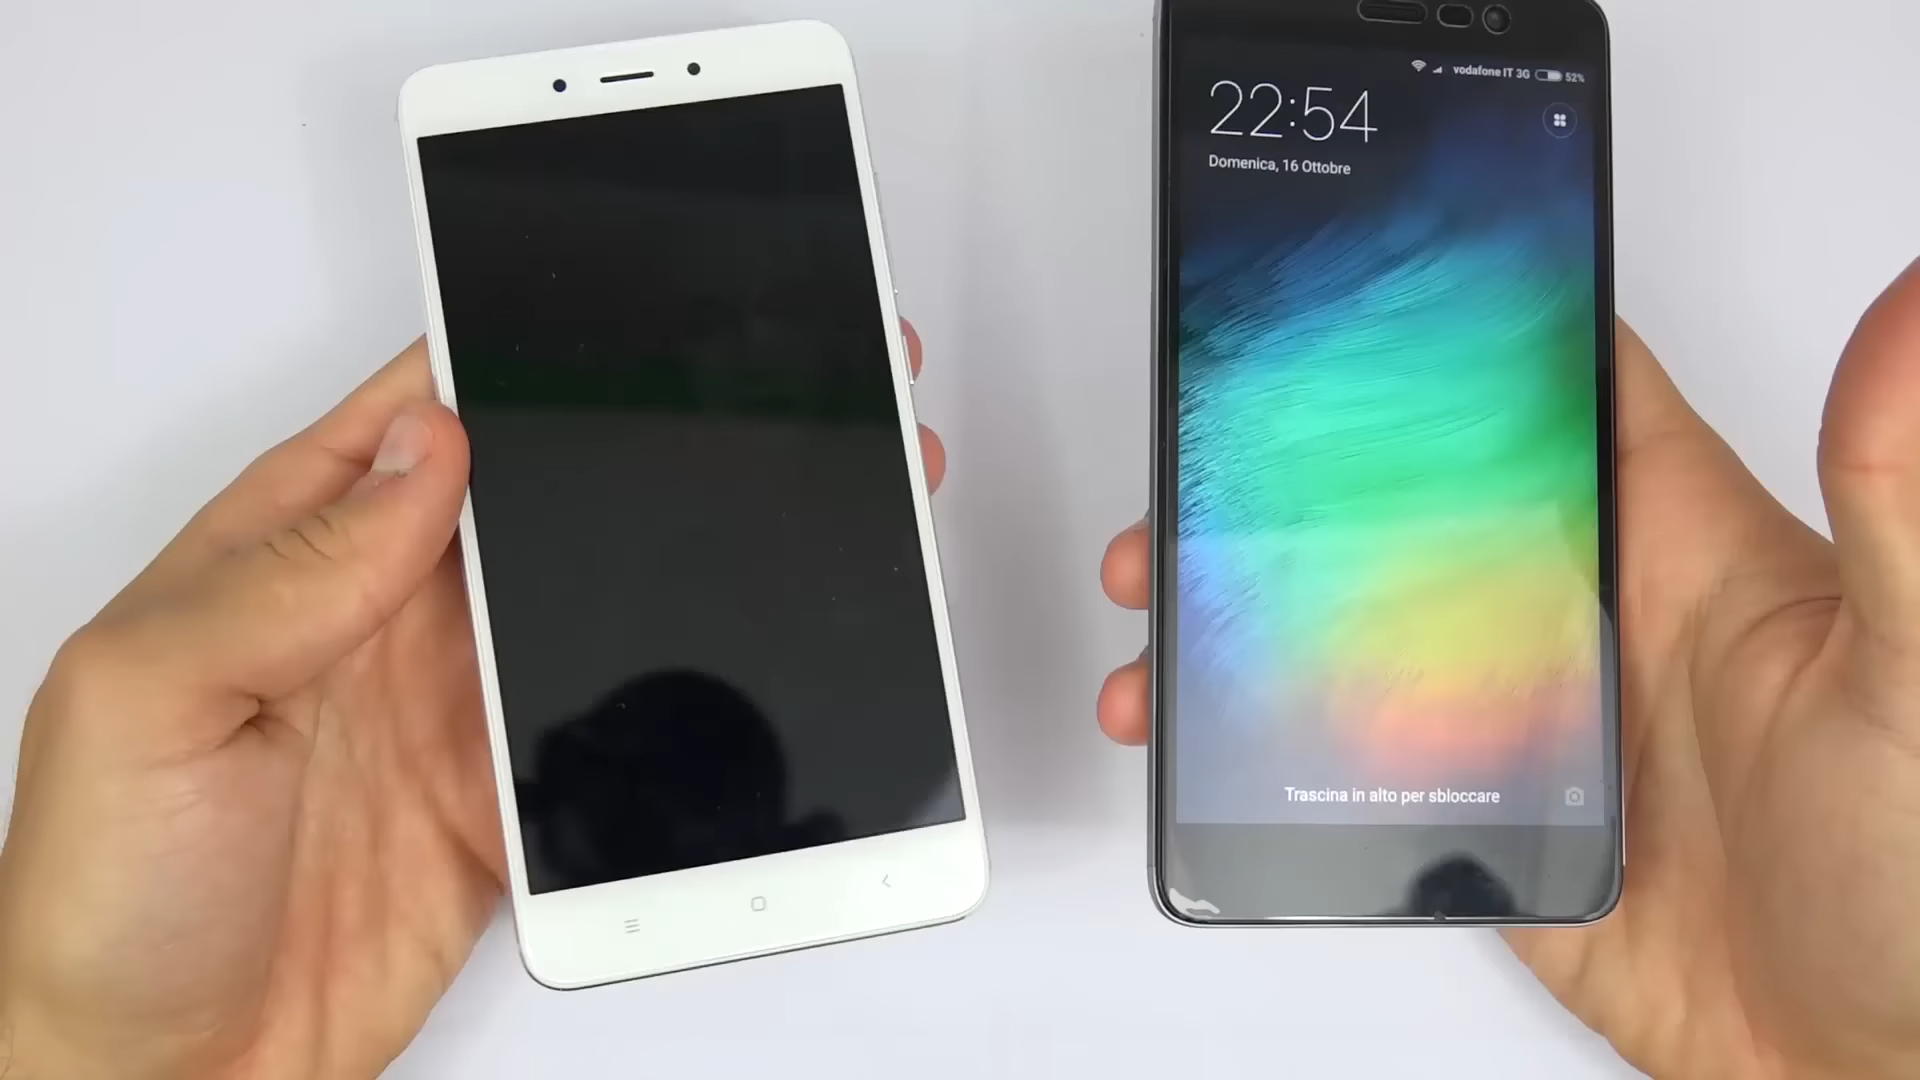 vodafone IT 3G 52%
22:54
Domenica, 16 Ottobre
Trascina in alto per sbloccare